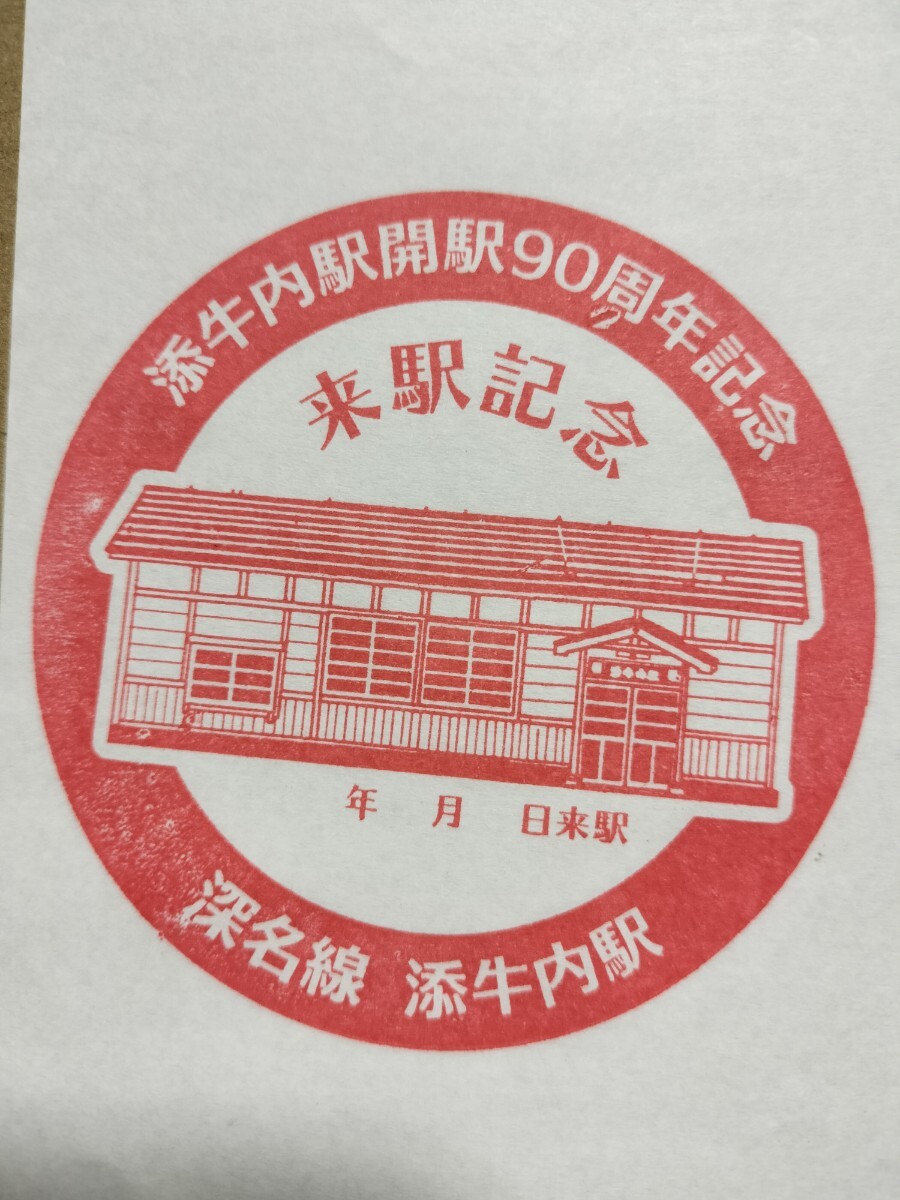 添牛内駅開駅90周年記念
来駅記念
年 月 日来駅
深名線 添牛内駅